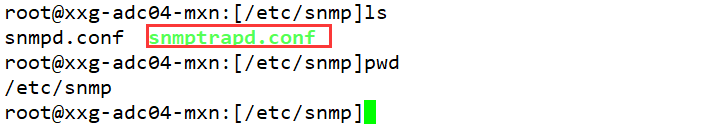 root@xxg-adc04-mxn:[/etc/snmp]ls
snmpd.conf  snmptrapd.conf
root@xxg-adc04-mxn:[/etc/snmp]pwd
/etc/snmp
root@xxg-adc04-mxn:[/etc/snmp]